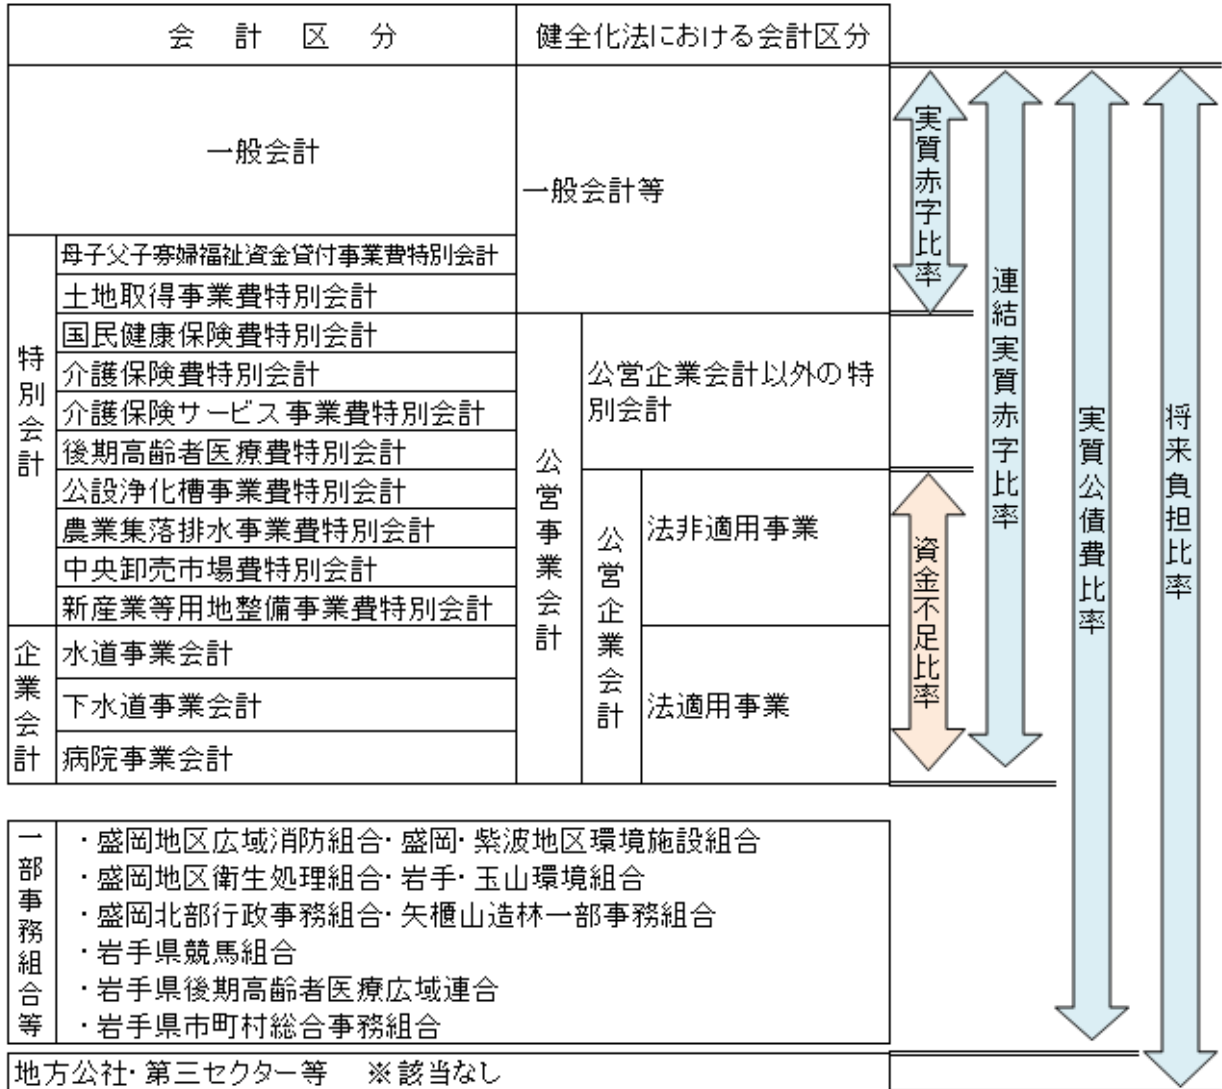 会計区分
健全化法における会計区分
一般会計
一般会計等
特別会計
母子父子寡婦福祉資金貸付事業費特別会計
土地取得事業費特別会計
国民健康保険費特別会計
介護保険費特別会計
介護保険サービス事業費特別会計
後期高齢者医療費特別会計
公設浄化槽事業費特別会計
農業集落排水事業費特別会計
中央卸売市場費特別会計
新産業等用地整備事業費特別会計
企業会計
水道事業会計
下水道事業会計
病院事業会計
公営事業会計
公営企業会計以外の特
別会計
公営企業会計
法非適用事業
法適用事業
実質赤字比率
連結実質赤字比率
実質公債費比率
将来負担比率
資金不足比率
一部事務組合等
・盛岡地区広域消防組合・盛岡・紫波地区環境施設組合
・盛岡地区衛生処理組合・岩手・玉山環境組合
・盛岡北部行政事務組合・矢櫃山造林一部事務組合
・岩手県競馬組合
・岩手県後期高齢者医療広域連合
・岩手県市町村総合事務組合
地方公社・第三セクター等　※該当なし